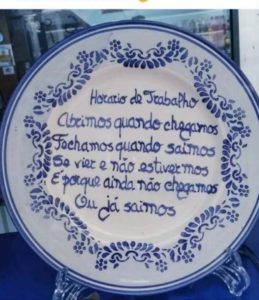 Horario de Trabalho
Abrimos quando chegamos
Fechamos quando saimos
Se vier e não estivermos
É porque ainda não chegamos
Ou já saimos